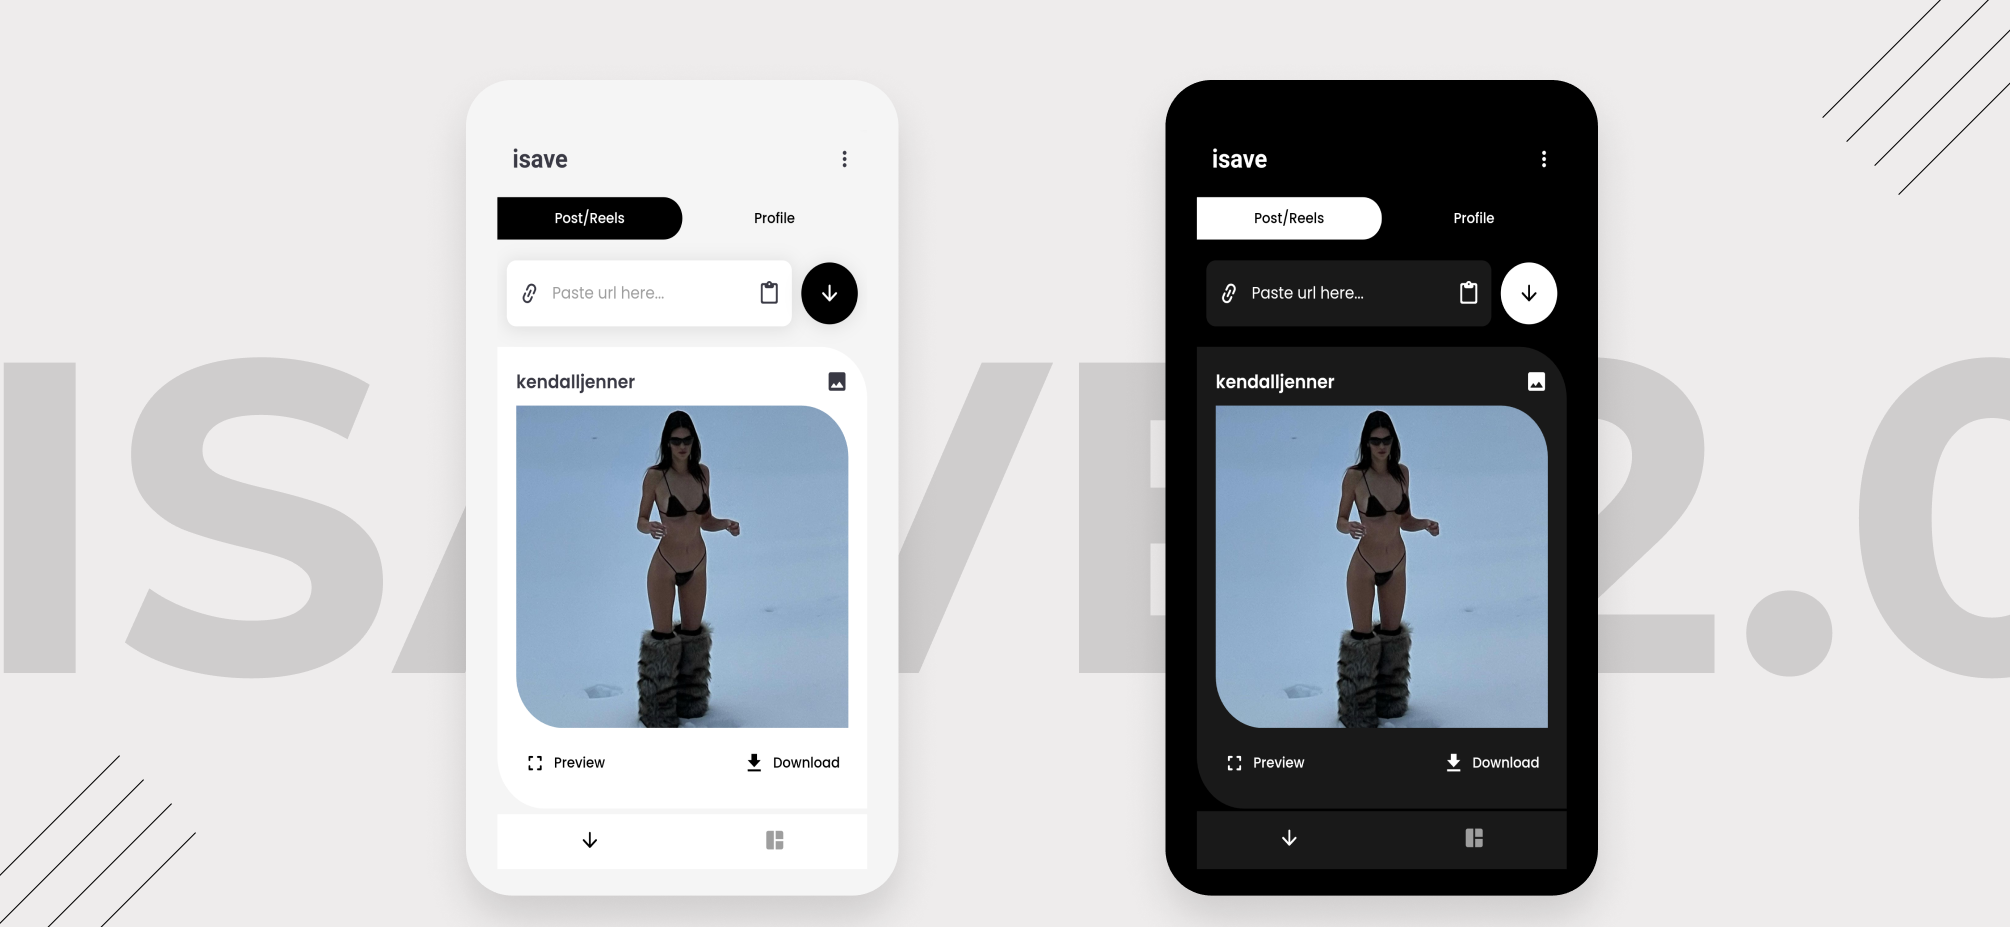 ISAVE 2.0
isave
Post/Reels Profile
Paste url here...
kendalljenner
Preview Download
isave
Post/Reels Profile
Paste url here...
kendalljenner
Preview Download